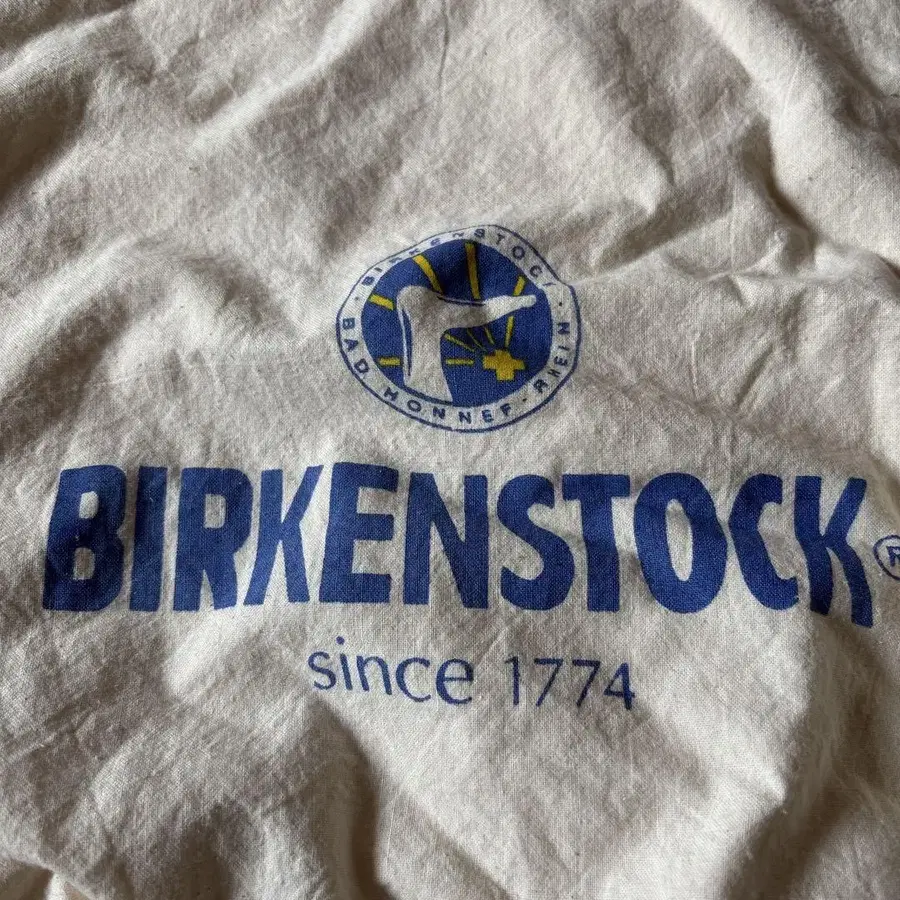 BIRKENSTOCK · BAD HONNEF - RHEIN ·
BIRKENSTOCK®
since 1774